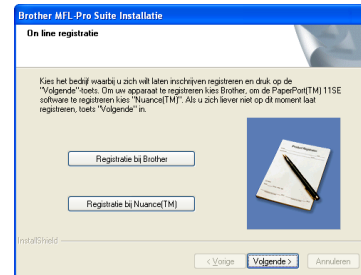 Brother MFL-Pro Suite Installatie
On line registratie
Kies het bedrijf waarbij u zich wilt laten inschrijven registreren en druk op de
"Volgende"-toets. Om uw apparaat te registreren kies Brother, om de PaperPort(TM) 11SE
software te registreren kies "Nuance(TM)". Als u zich liever niet op dit moment laat
registreren, toets "Volgende" in.
Registratie bij Brother
Product Registration
Registratie bij Nuance(TM)
InstallShield
< Vorige
Volgende >
Annuleren